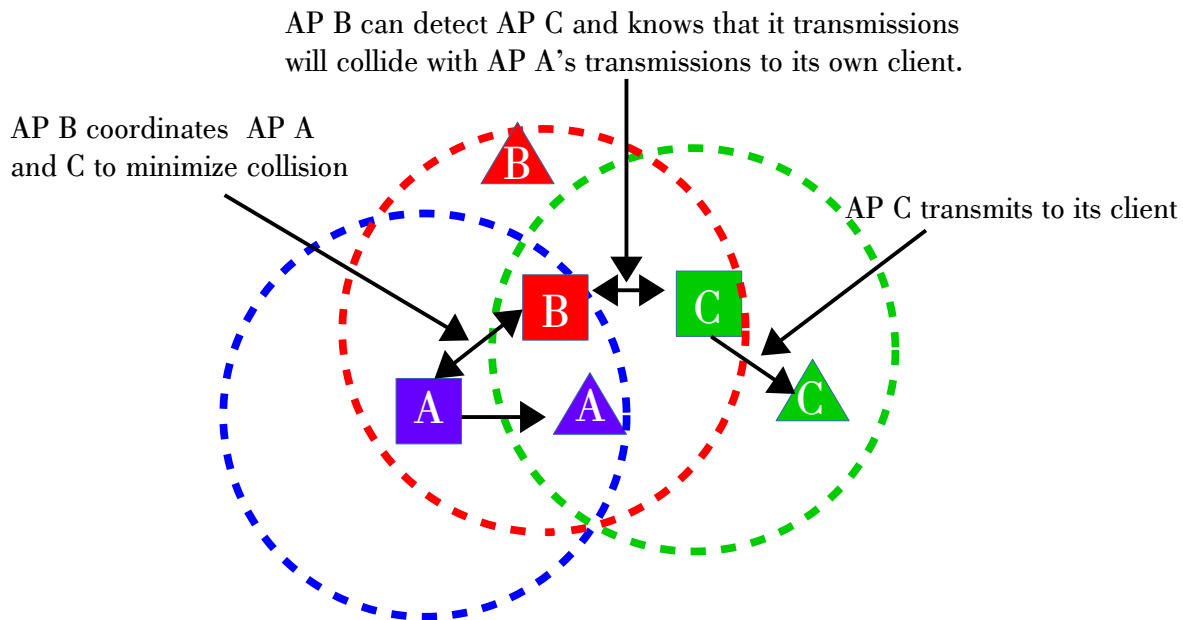 AP B can detect AP C and knows that it transmissions
will collide with AP A’s transmissions to its own client.
AP B coordinates  AP A
and C to minimize collision
AP C transmits to its client
B
B
C
A
A
C